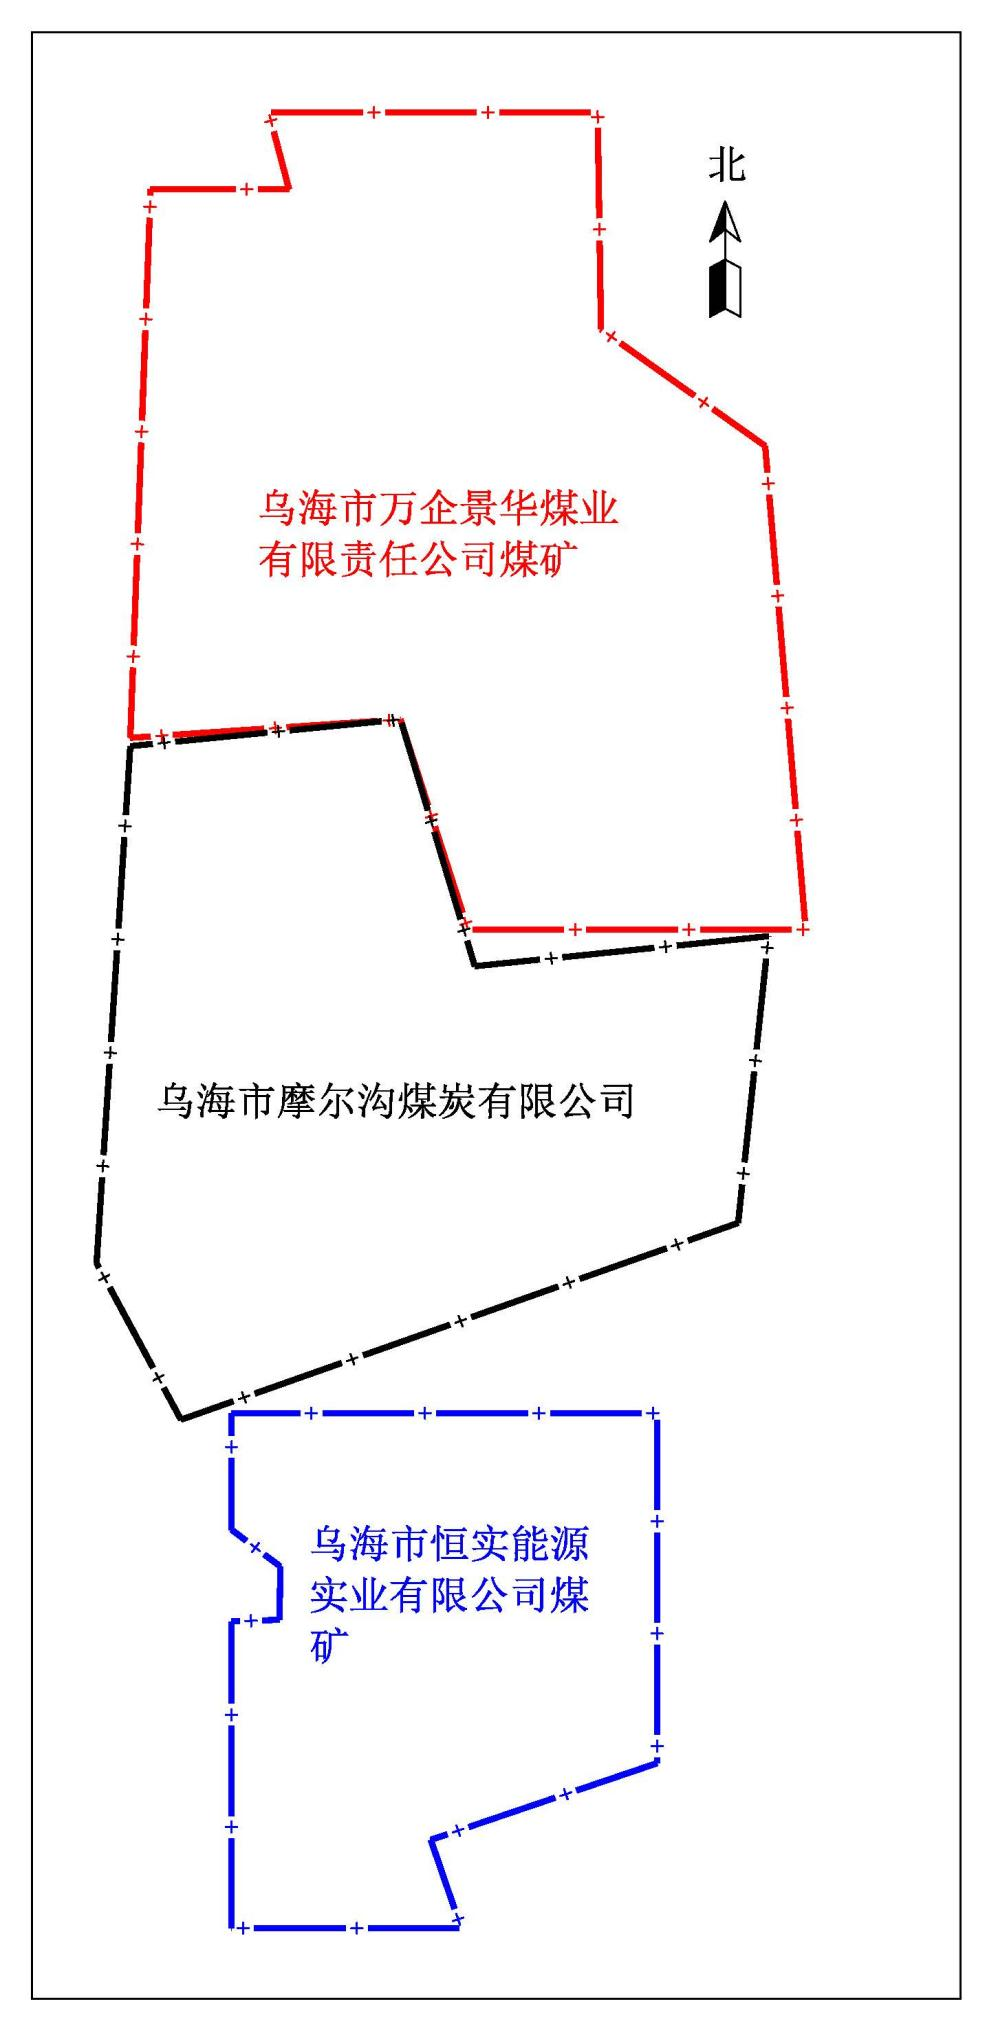 北
乌海市万企景华煤业
有限责任公司煤矿
乌海市摩尔沟煤炭有限公司
乌海市恒实能源
实业有限公司煤
矿